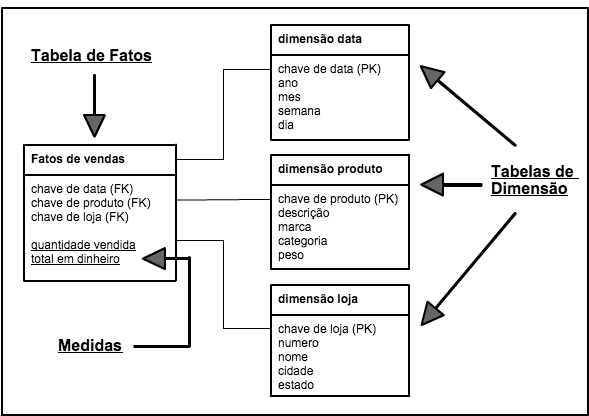 Tabela de Fatos
Fatos de vendas
chave de data (FK)
chave de produto (FK)
chave de loja (FK)
quantidade vendida
total em dinheiro
Medidas
dimensão data
chave de data (PK)
ano
mes
semana
dia
dimensão produto
chave de produto (PK)
descrição
marca
categoria
peso
dimensão loja
chave de loja (PK)
numero
nome
cidade
estado
Tabelas de
Dimensão